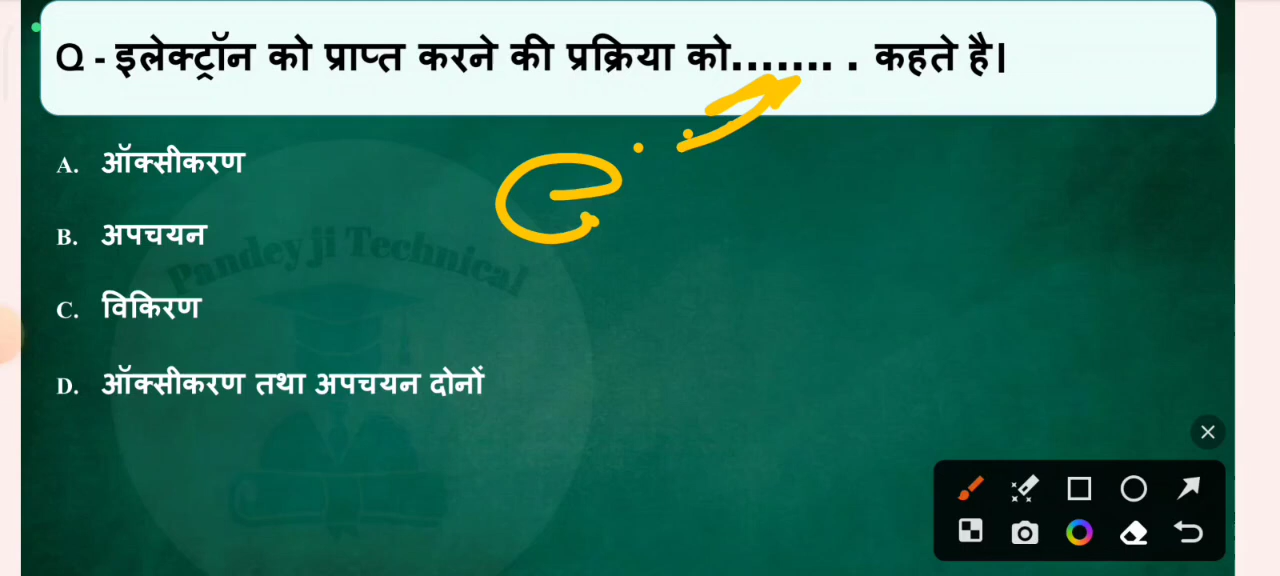 Q - इलेक्ट्रॉन को प्राप्त करने की प्रक्रिया को....... . कहते है।
A. ऑक्सीकरण
B. अपचयन
Pandey ji Technical
C. विकिरण
D. ऑक्सीकरण तथा अपचयन दोनों